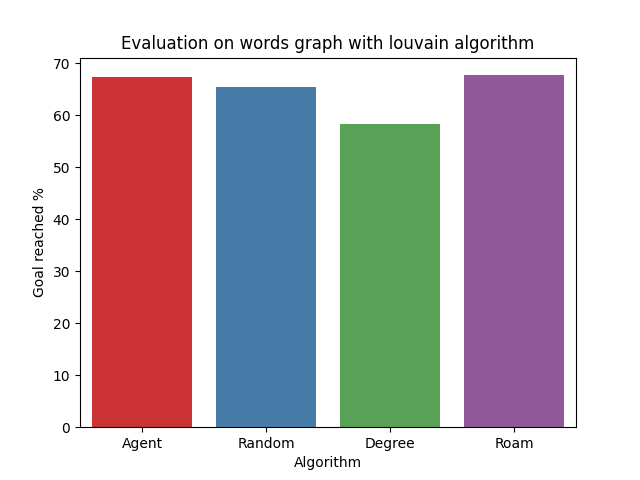 Evaluation on words graph with louvain algorithm
70
60
50
40
30
20
10
0
Goal reached %
Agent Random Degree Roam
Algorithm